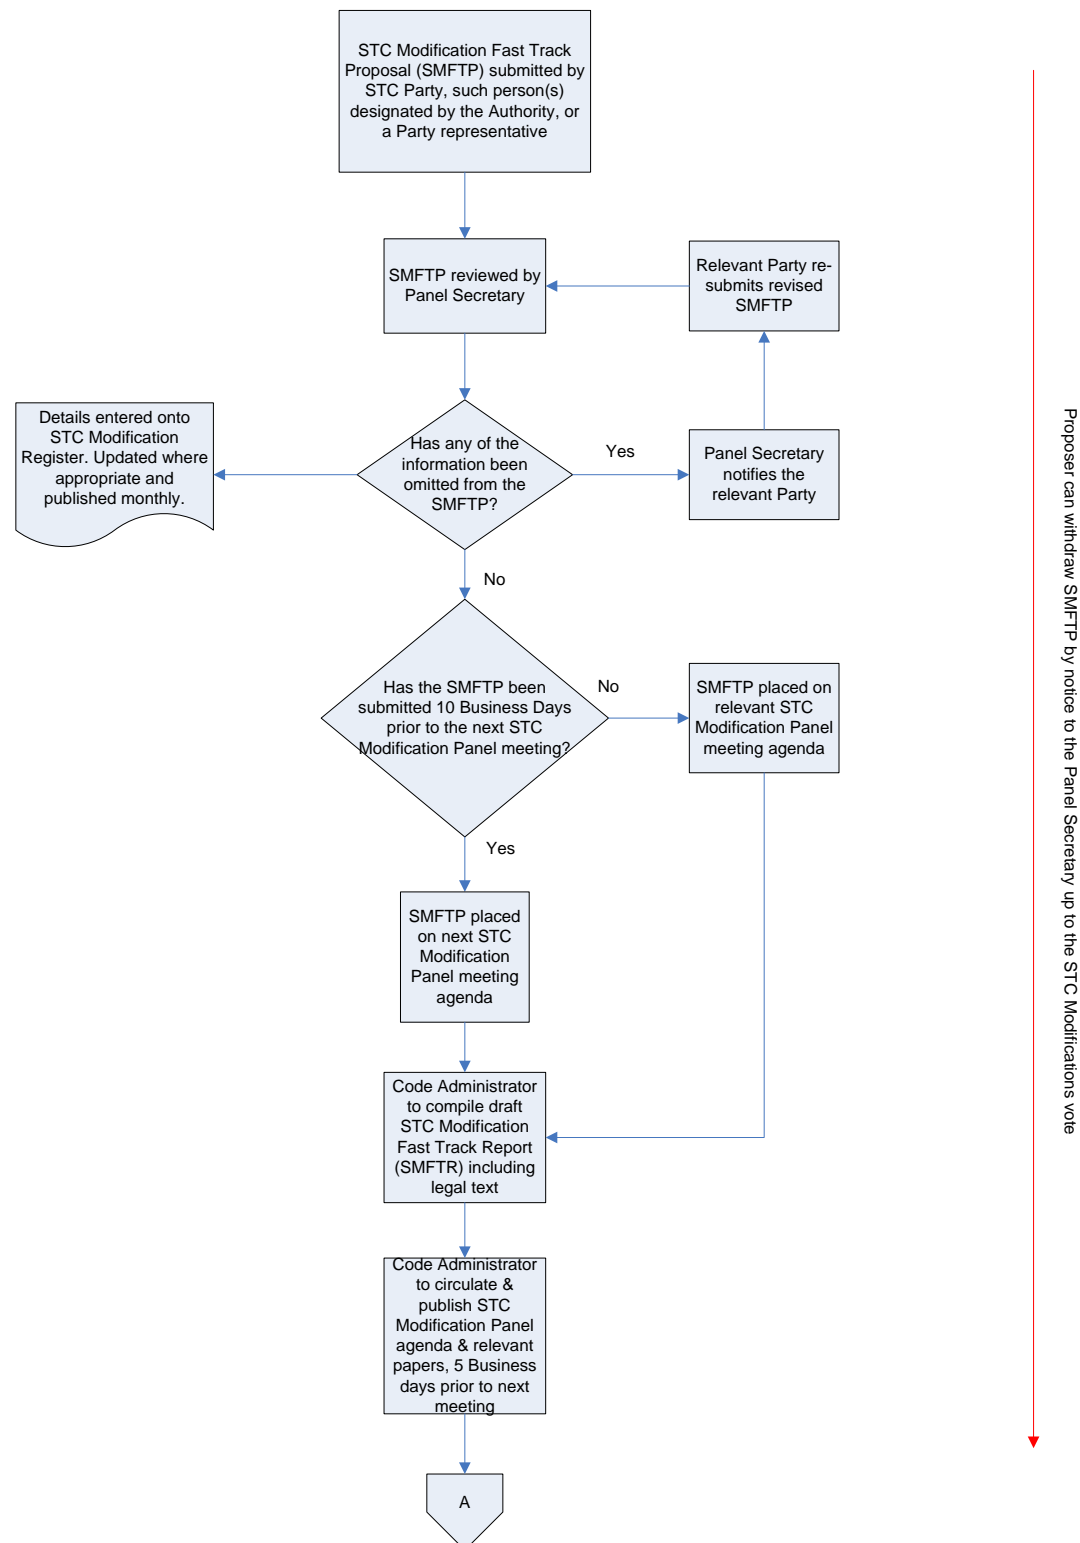 STC Modification Fast Track
Proposal (SMFTP) submitted by
STC Party, such person(s)
designated by the Authority, or
a Party representative
SMFTP reviewed by
Panel Secretary
Relevant Party re-
submits revised
SMFTP
Details entered onto
STC Modification
Register. Updated where
appropriate and
published monthly.
Has any of the
information been
omitted from the
SMFTP?
Yes
Panel Secretary
notifies the
relevant Party
No
Has the SMFTP been
submitted 10 Business Days
prior to the next STC
Modification Panel meeting?
No
SMFTP placed on
relevant STC
Modification Panel
meeting agenda
Yes
SMFTP placed
on next STC
Modification
Panel meeting
agenda
Code Administrator
to compile draft
STC Modification
Fast Track Report
(SMFTR) including
legal text
Code Administrator
to circulate &
publish STC
Modification Panel
agenda & relevant
papers, 5 Business
days prior to next
meeting
A
Proposer can withdraw SMFTP by notice to the Panel Secretary up to the STC Modifications vote